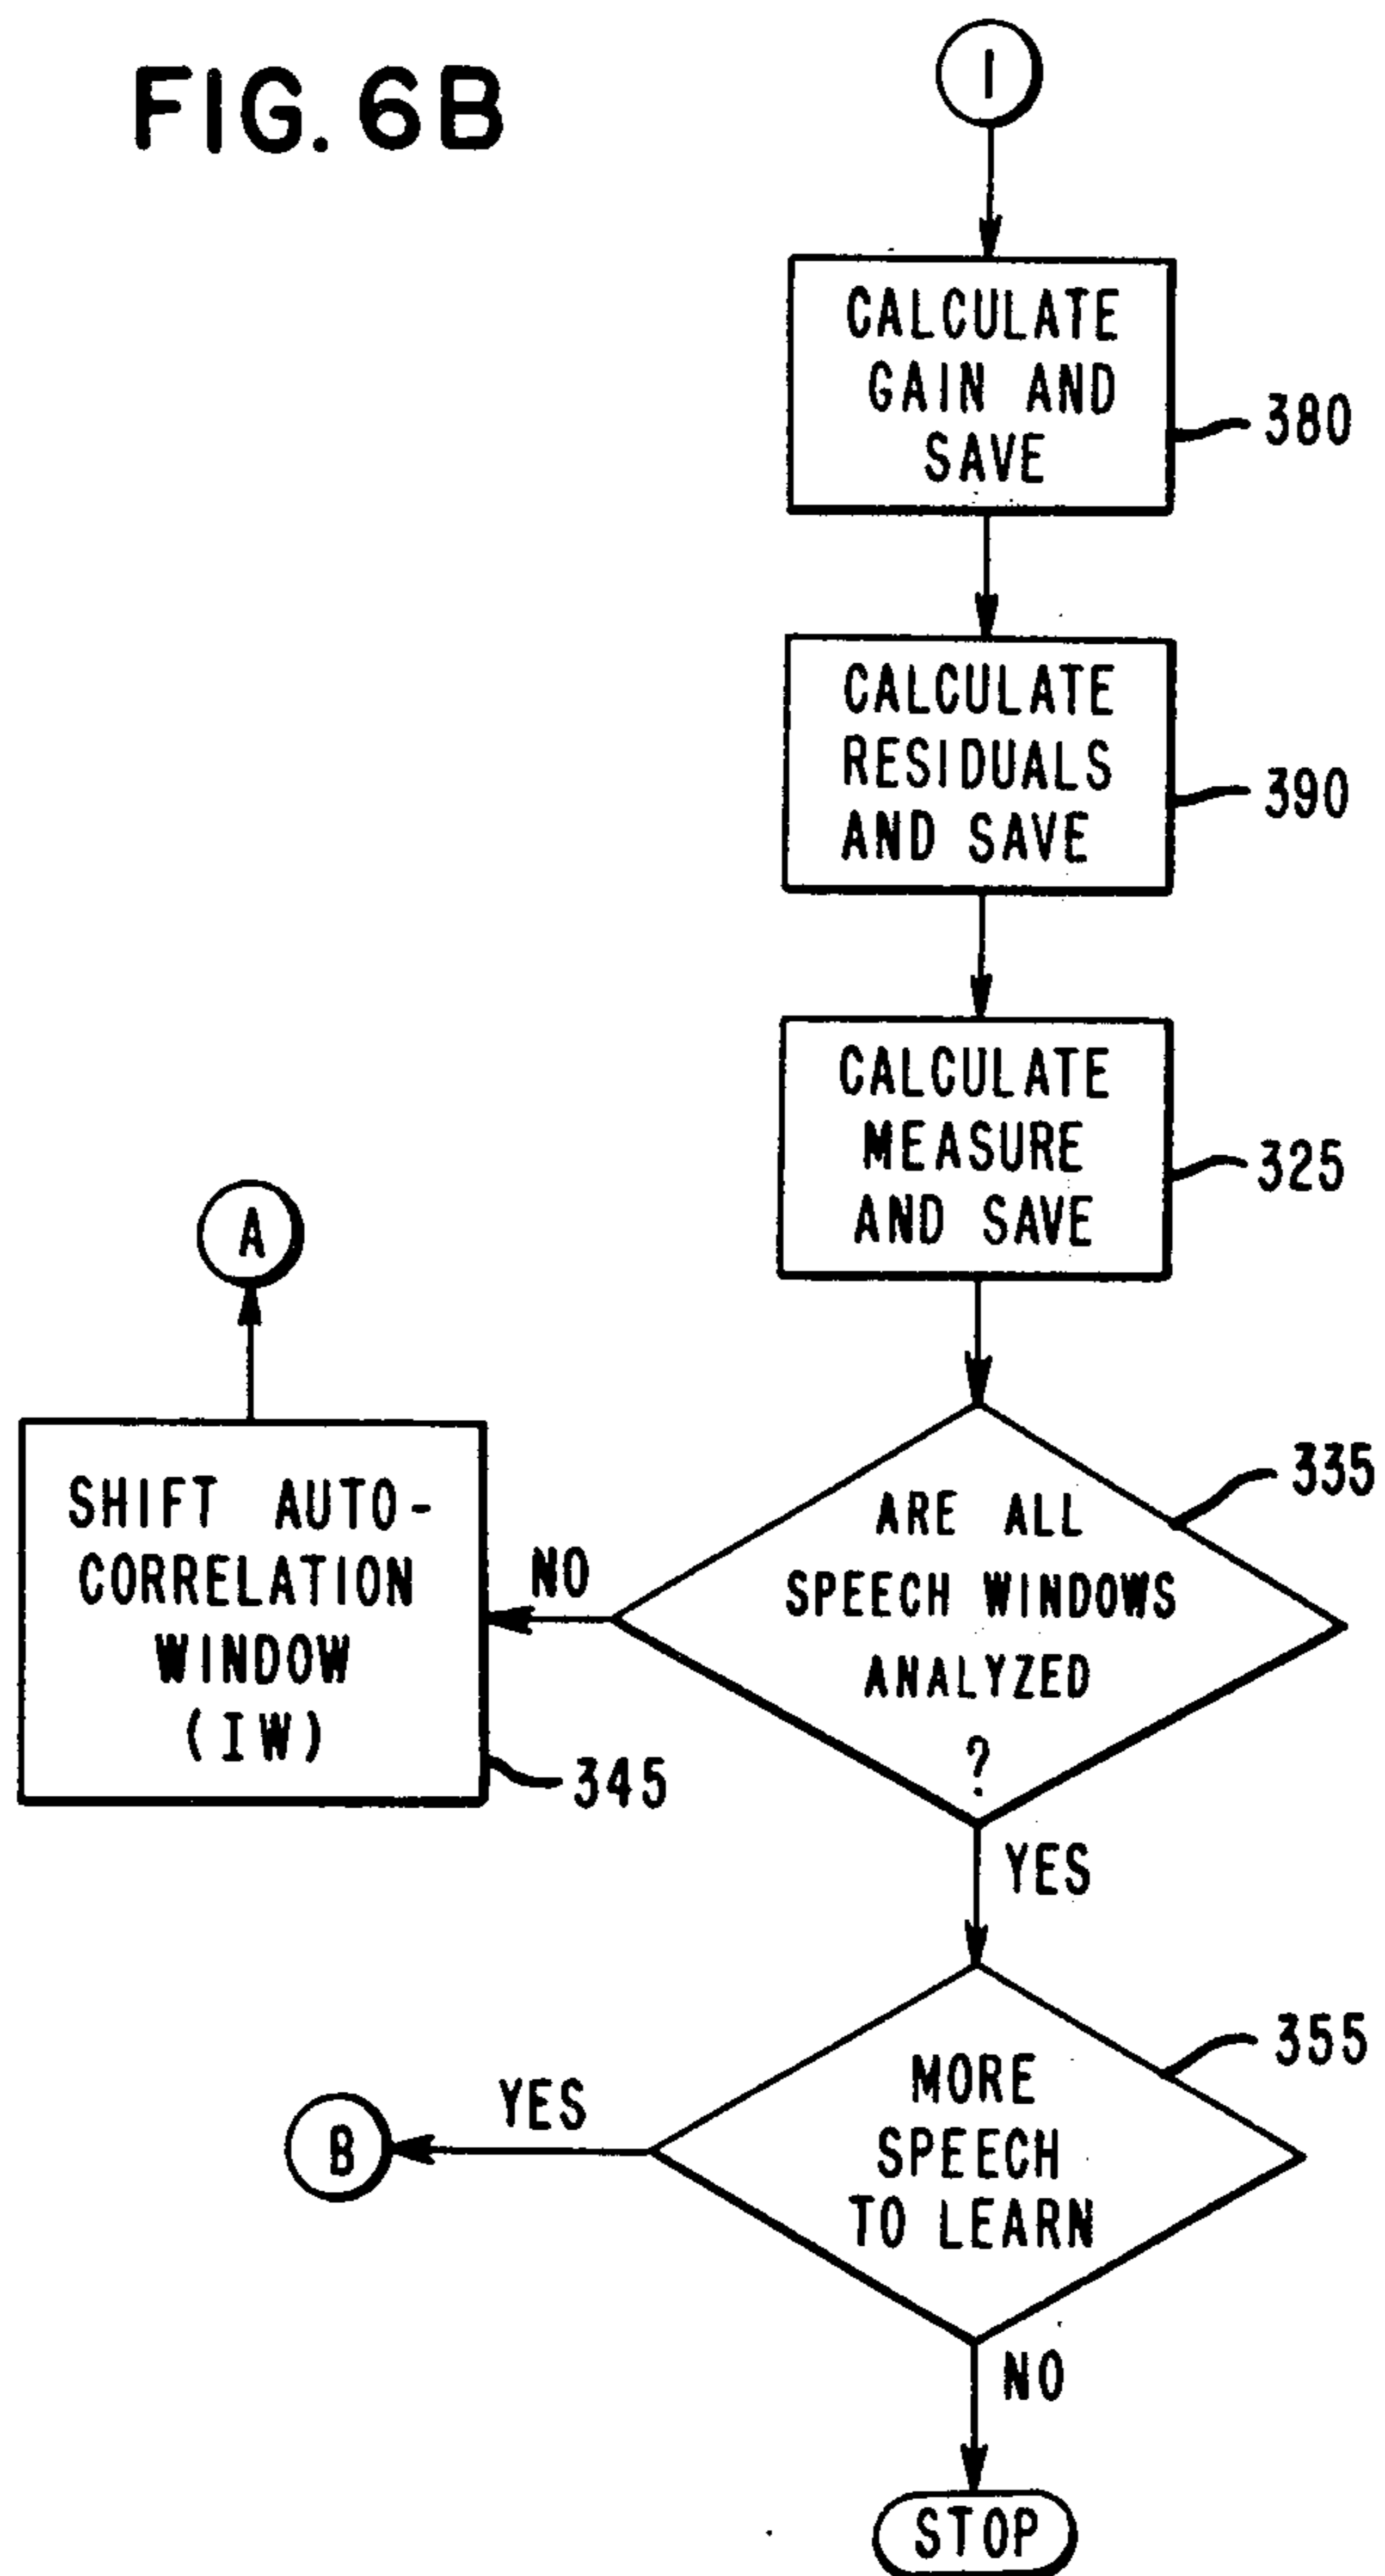 FIG. 6B
I
CALCULATE
GAIN AND
SAVE
380
CALCULATE
RESIDUALS
AND SAVE
390
CALCULATE
MEASURE
AND SAVE
325
A
SHIFT AUTO-
CORRELATION
WINDOW
(IW)
345
NO
ARE ALL
SPEECH WINDOWS
ANALYZED
?
335
YES
MORE
SPEECH
TO LEARN
355
YES
B
NO
STOP